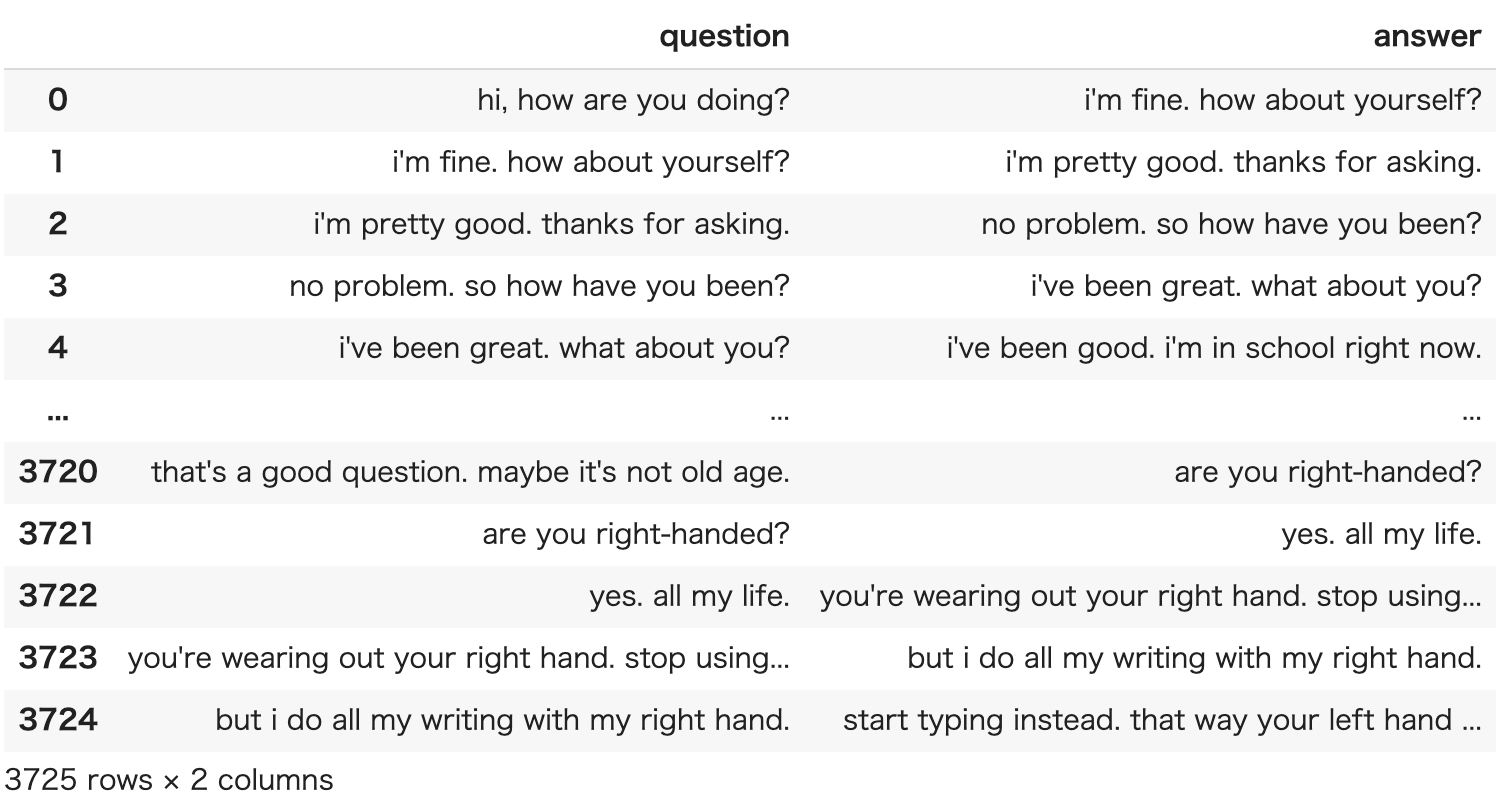 question answer
0 hi, how are you doing? i'm fine. how about yourself?
1 i'm fine. how about yourself? i'm pretty good. thanks for asking.
2 i'm pretty good. thanks for asking. no problem. so how have you been?
3 no problem. so how have you been? i've been great. what about you?
4 i've been great. what about you? i've been good. i'm in school right now.
... ... ...
3720 that's a good question. maybe it's not old age. are you right-handed?
3721 are you right-handed? yes. all my life.
3722 yes. all my life. you're wearing out your right hand. stop using...
3723 you're wearing out your right hand. stop using... but i do all my writing with my right hand.
3724 but i do all my writing with my right hand. start typing instead. that way your left hand ...
3725 rows × 2 columns